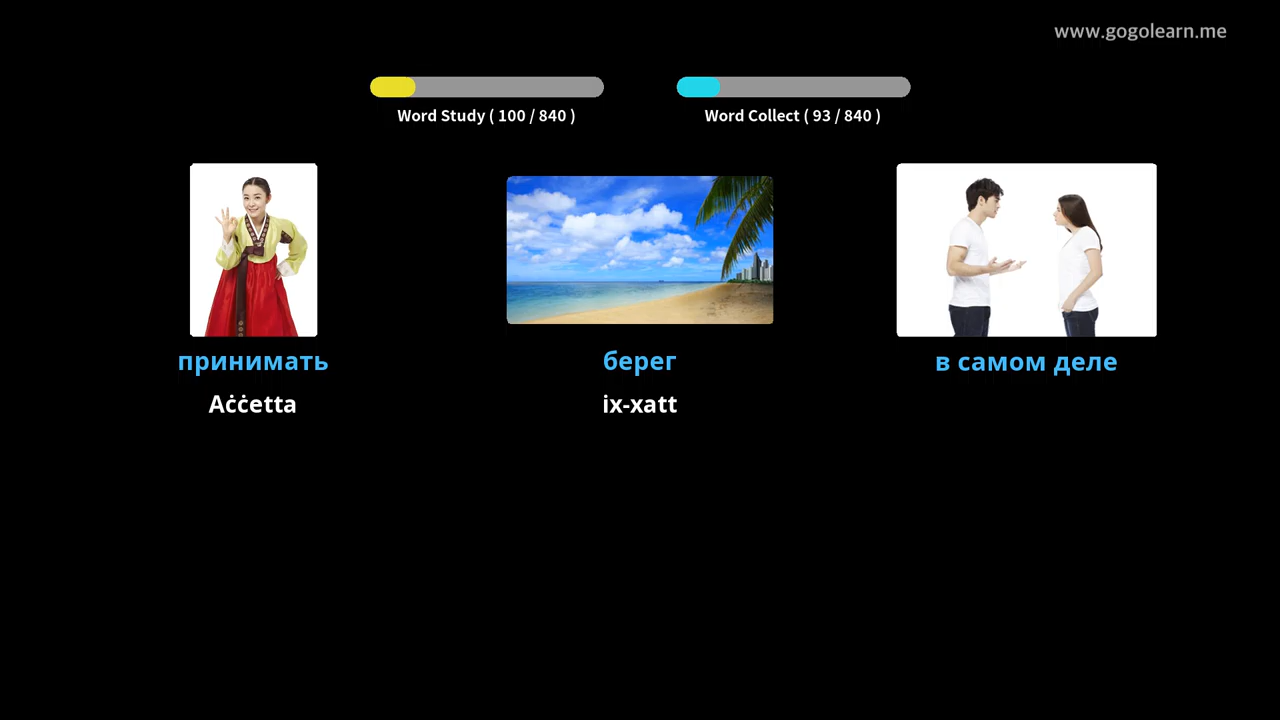 www.gogolearn.me
Word Study ( 100 / 840 )
Word Collect ( 93 / 840 )
принимать
берег
в самом деле
Aċċetta
ix-xatt